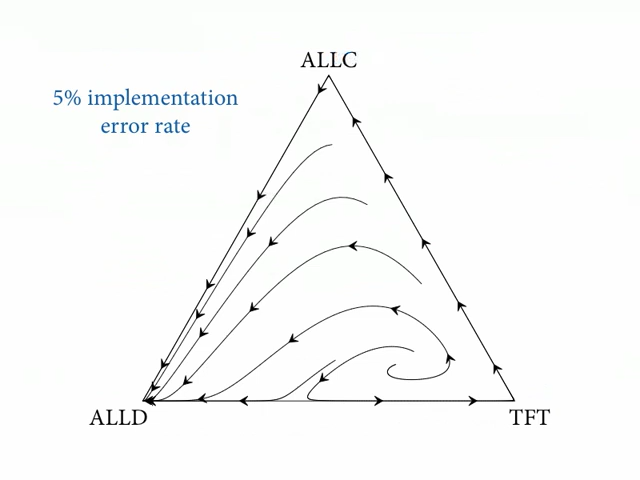 ALLC
5% implementation
error rate
ALLD
TFT